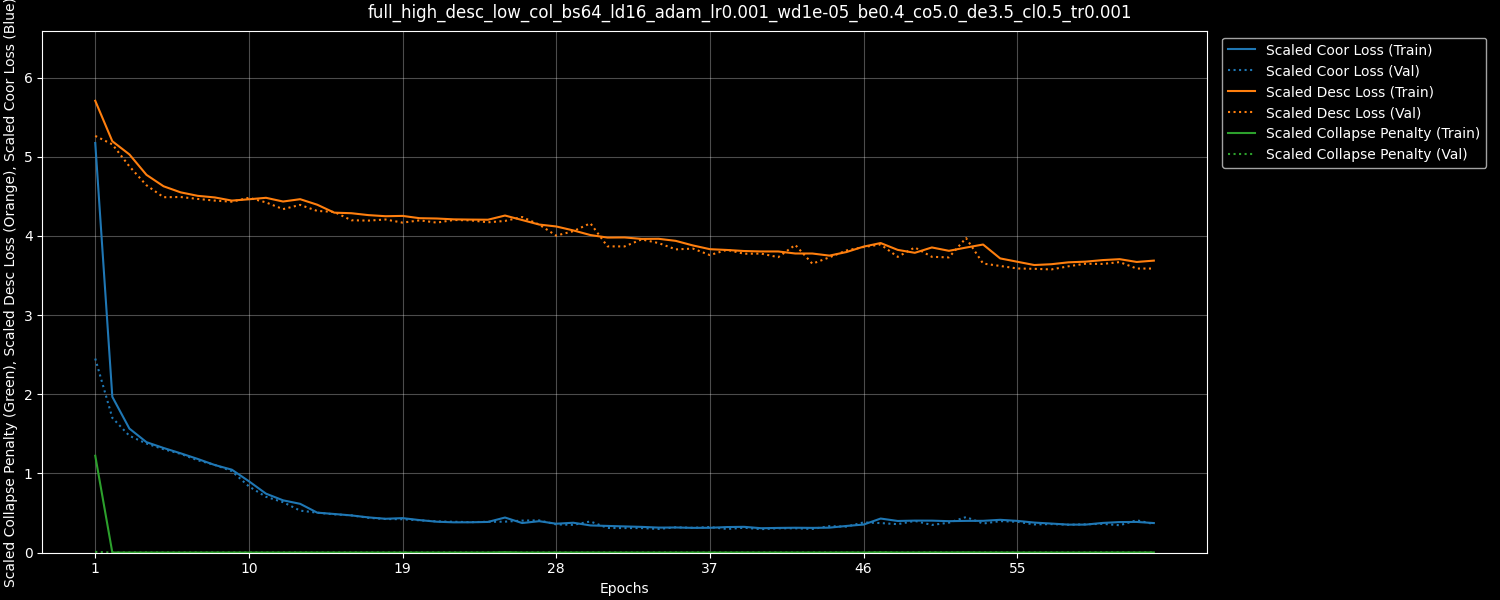 full_high_desc_low_col_bs64_ld16_adam_lr0.001_wd1e-05_be0.4_co5.0_de3.5_cl0.5_tr0.001
Scaled Collapse Penalty (Green), Scaled Desc Loss (Orange), Scaled Coor Loss (Blue)
6
5
4
3
2
1
0
1 10 19 28 37 46 55
Epochs
Scaled Coor Loss (Train)
Scaled Coor Loss (Val)
Scaled Desc Loss (Train)
Scaled Desc Loss (Val)
Scaled Collapse Penalty (Train)
Scaled Collapse Penalty (Val)